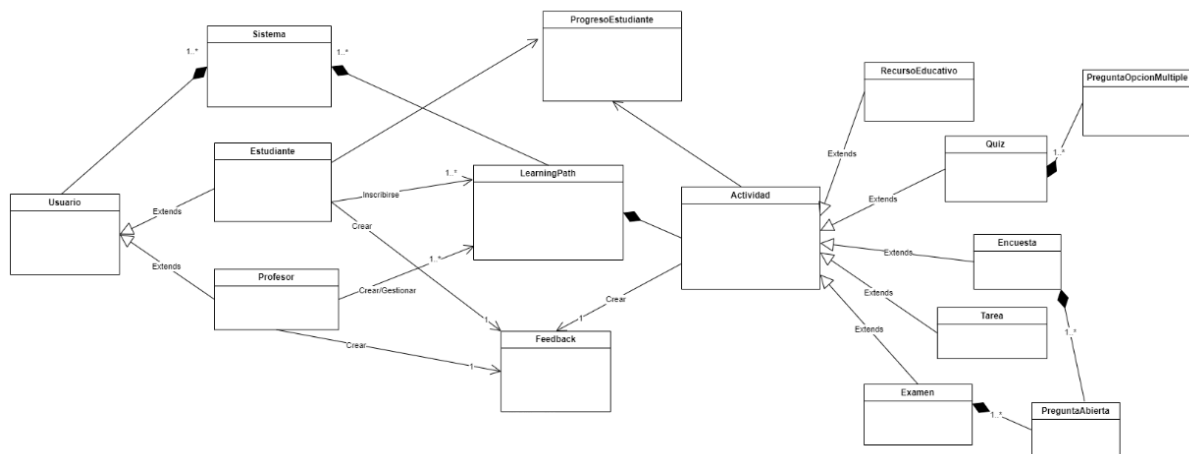 ProgresoEstudiante
Sistema
1..*
1..*
RecursoEducativo
PreguntaOpcionMultiple
Extends
Quiz
1..*
Estudiante
Inscribirse
1..*
LearningPath
Crear
Usuario
Extends
Extends
Actividad
Extends
Encuesta
Extends
Profesor
Crear/Gestionar
1..*
Extends
Crear
1
1
Tarea
1..*
Extends
Crear
1
Feedback
Examen
1..*
PreguntaAbierta